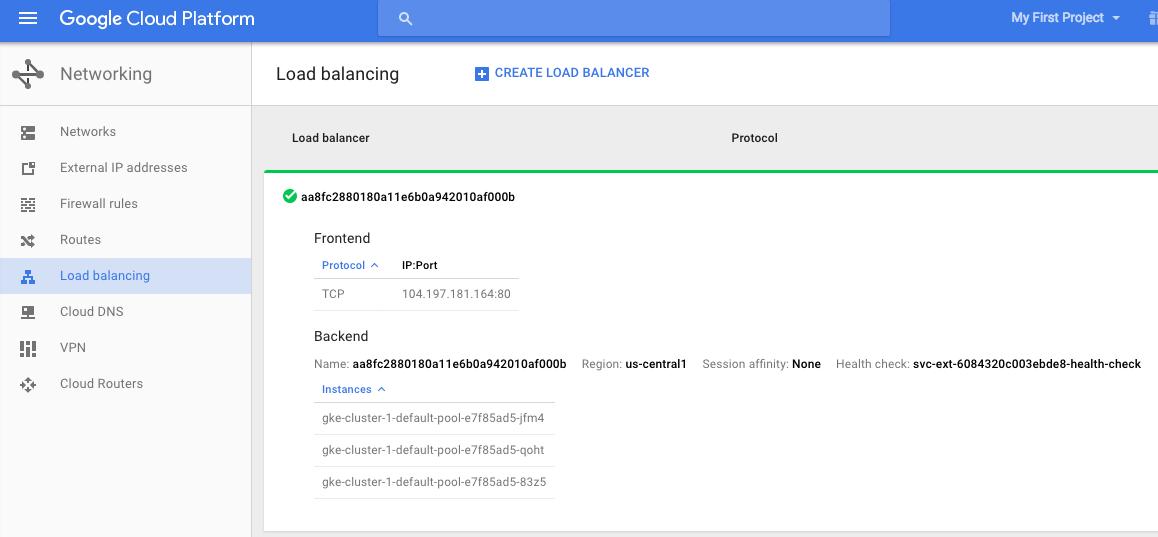 Google Cloud Platform
My First Project
Networking
Load balancing
CREATE LOAD BALANCER
Networks
External IP addresses
Firewall rules
Routes
Load balancing
Cloud DNS
VPN
Cloud Routers
Load balancer
Protocol
aa8fc2880180a11e6b0a942010af000b
Frontend
Protocol IP:Port
TCP 104.197.181.164:80
Backend
Name: aa8fc2880180a11e6b0a942010af000b Region: us-central1 Session affinity: None Health check: svc-ext-6084320c003ebde8-health-check
Instances
gke-cluster-1-default-pool-e7f85ad5-jfm4
gke-cluster-1-default-pool-e7f85ad5-qoht
gke-cluster-1-default-pool-e7f85ad5-83z5